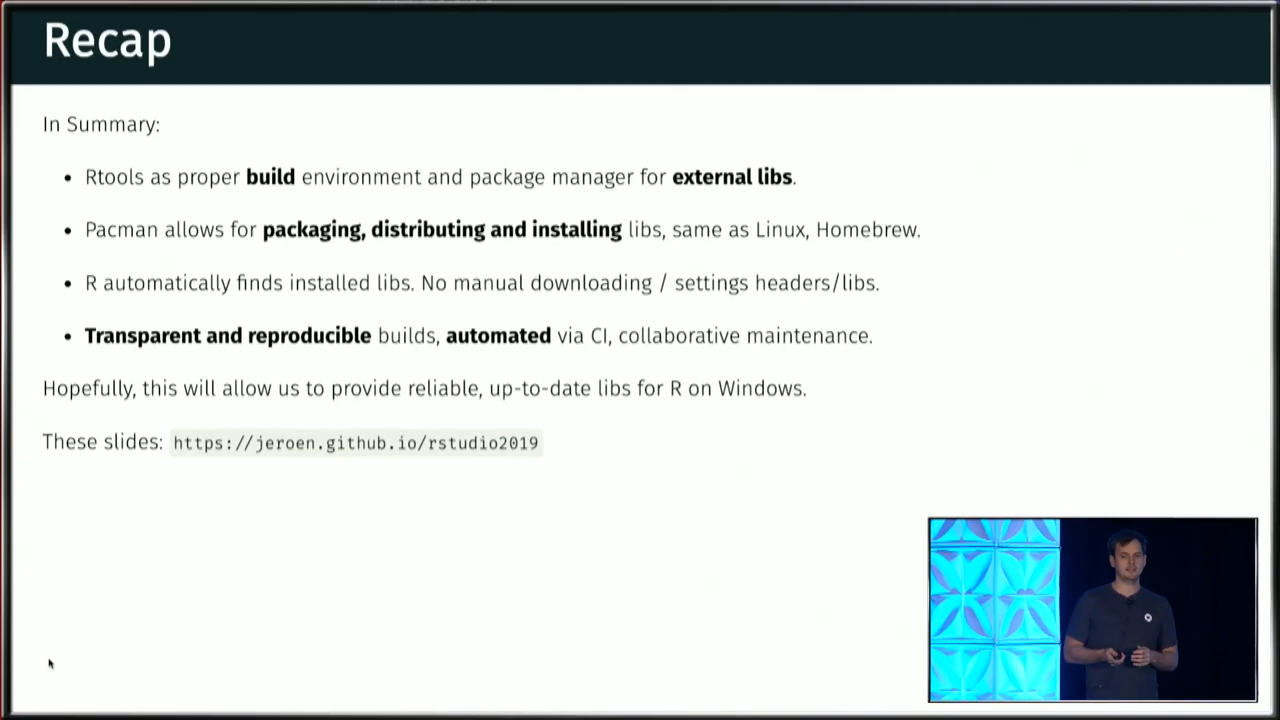 Recap
In Summary:
• Rtools as proper build environment and package manager for external libs.
• Pacman allows for packaging, distributing and installing libs, same as Linux, Homebrew.
• R automatically finds installed libs. No manual downloading / settings headers/libs.
• Transparent and reproducible builds, automated via CI, collaborative maintenance.
Hopefully, this will allow us to provide reliable, up-to-date libs for R on Windows.
These slides: https://jeroen.github.io/rstudio2019